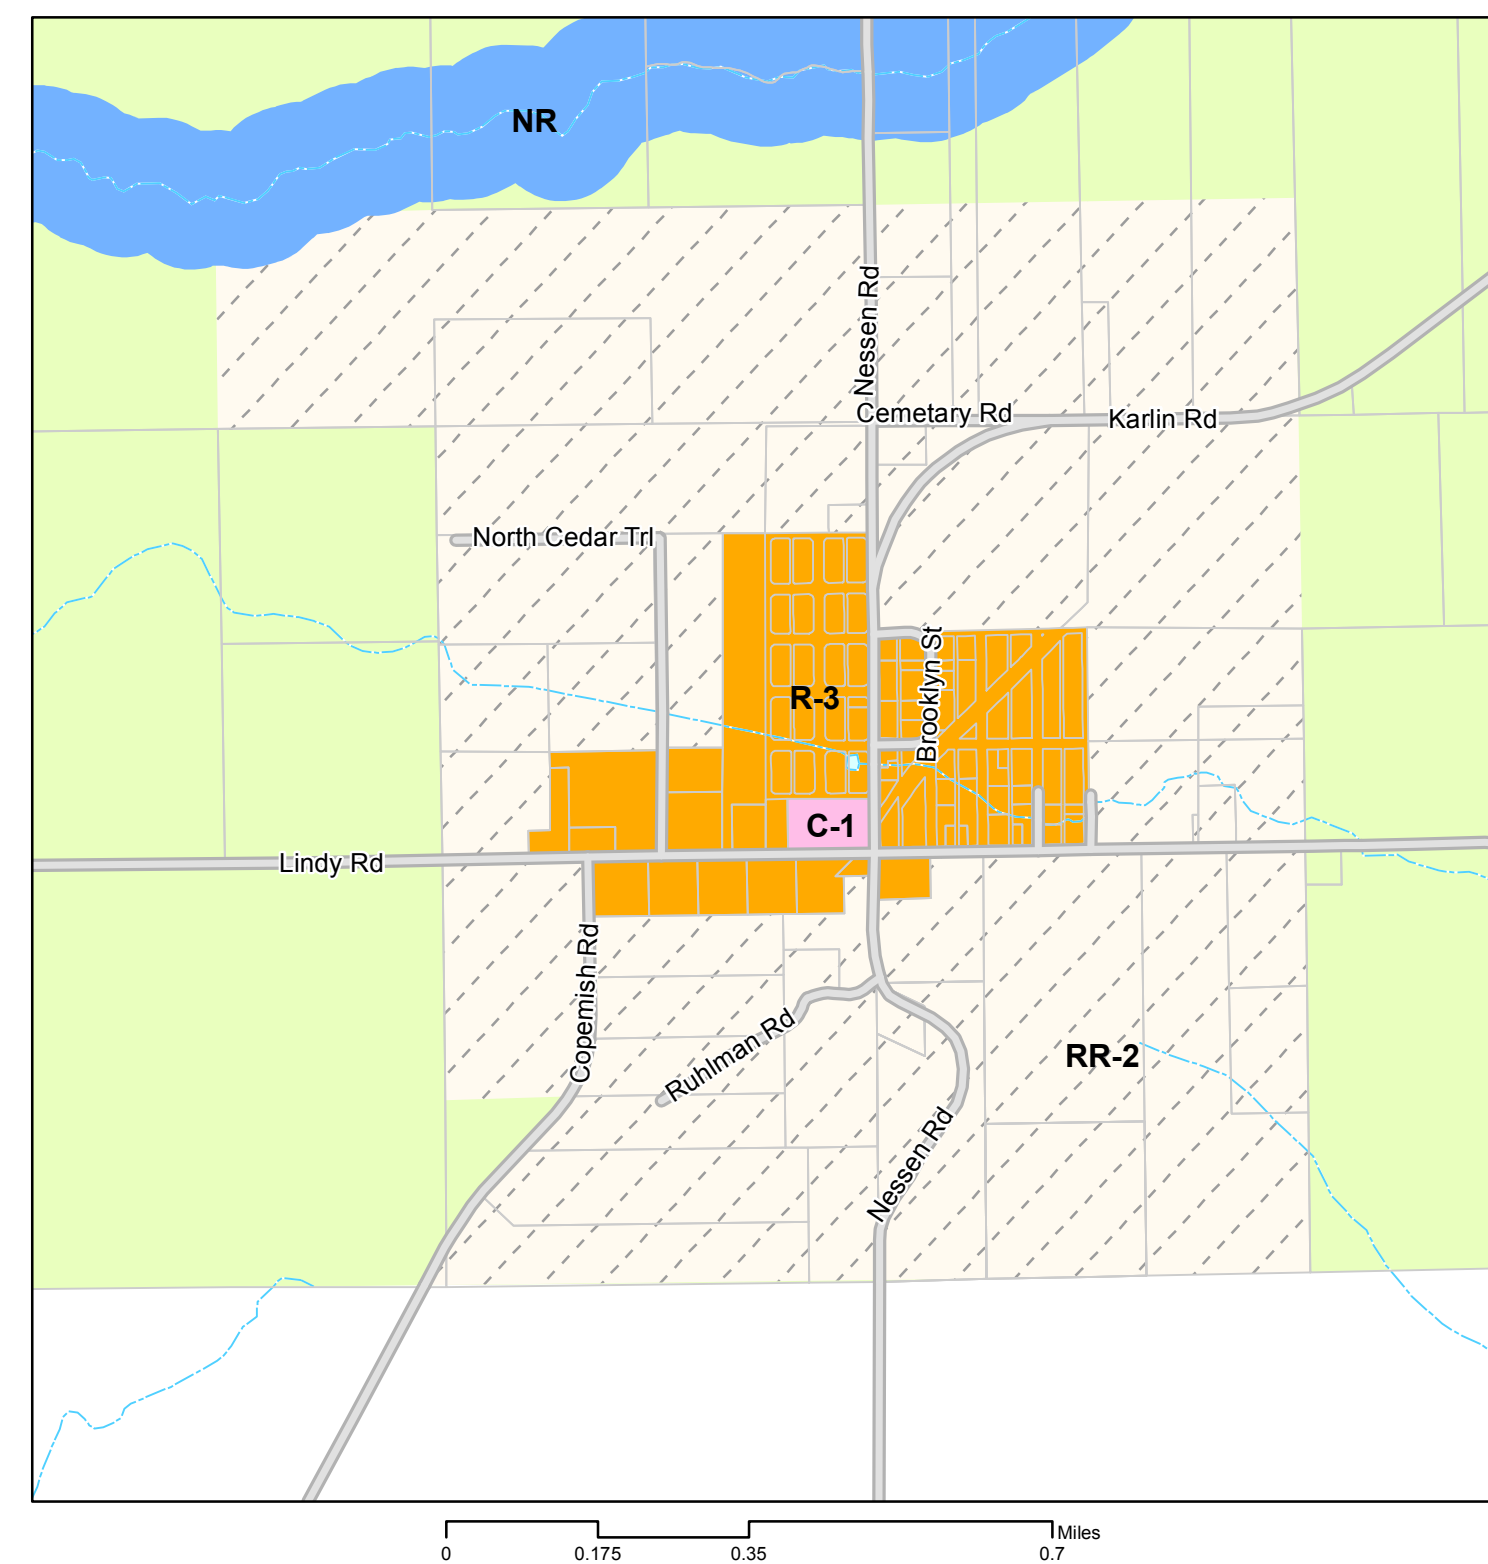 NR
Nessen Rd
Cemetary Rd
Karlin Rd
North Cedar Trl
Brooklyn St
R-3
C-1
Lindy Rd
Copemish Rd
Ruhlman Rd
RR-2
Nessen Rd
Miles
0 0.175 0.35 0.7